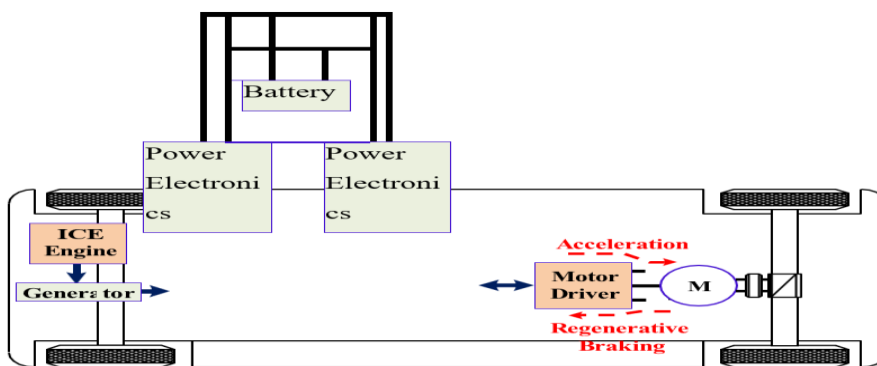 Battery
Power
Electroni
cs
Power
Electroni
cs
ICE
Engine
Generator
Acceleration
Motor
Driver
M
Regenerative
Braking